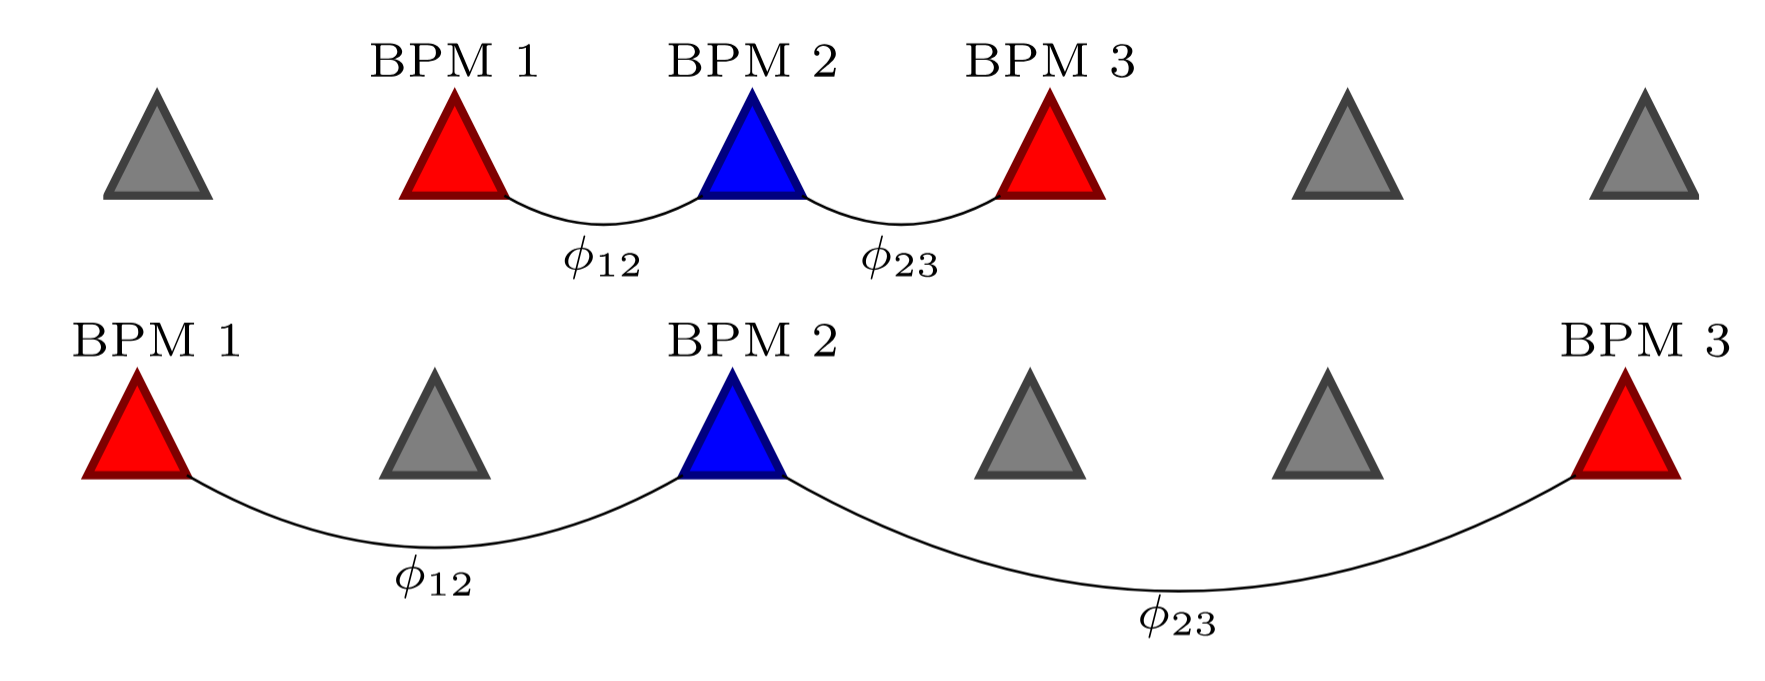 BPM 1 BPM 2 BPM 3
ϕ₁₂ ϕ₂₃
BPM 1 BPM 2 BPM 3
ϕ₁₂
ϕ₂₃